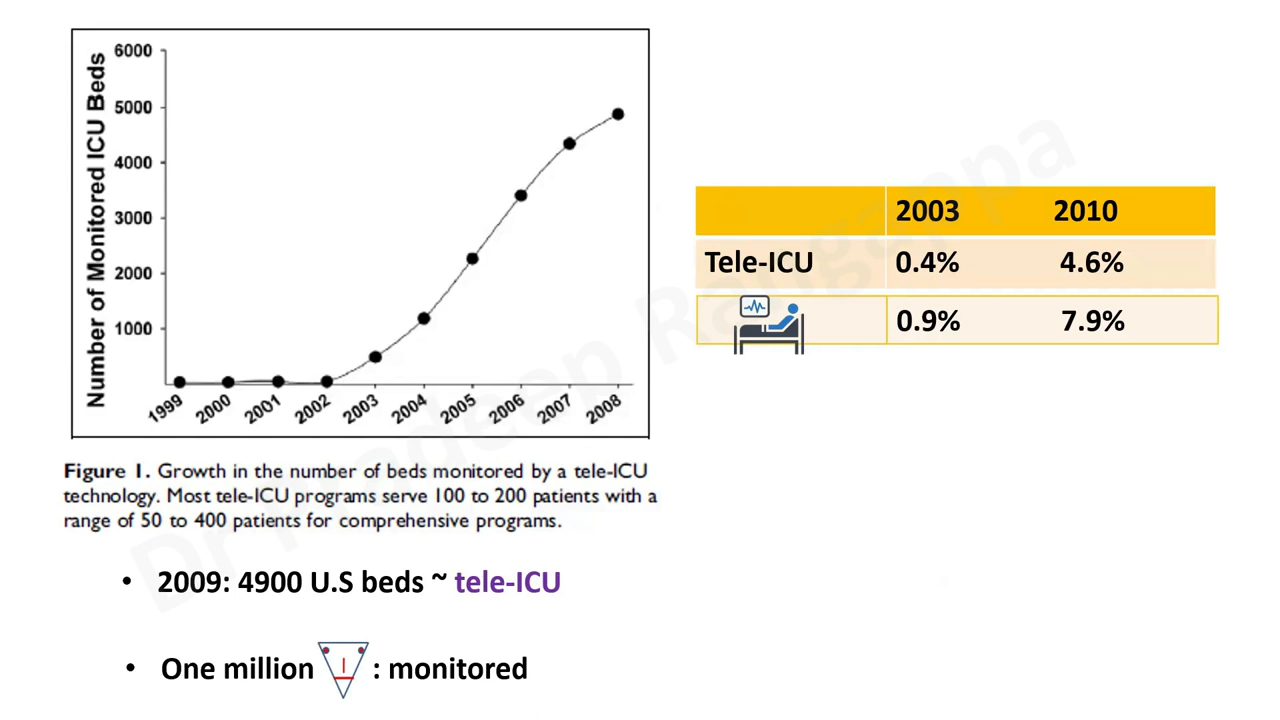 Number of Monitored ICU Beds
6000
5000
4000
3000
2000
1000
1999 2000 2001 2002 2003 2004 2005 2006 2007 2008
Figure 1. Growth in the number of beds monitored by a tele-ICU
technology. Most tele-ICU programs serve 100 to 200 patients with a
range of 50 to 400 patients for comprehensive programs.
• 2009: 4900 U.S beds ~ tele-ICU
• One million : monitored
2003 2010
Tele-ICU 0.4% 4.6%
0.9% 7.9%
Dr Pradeep Rangappa